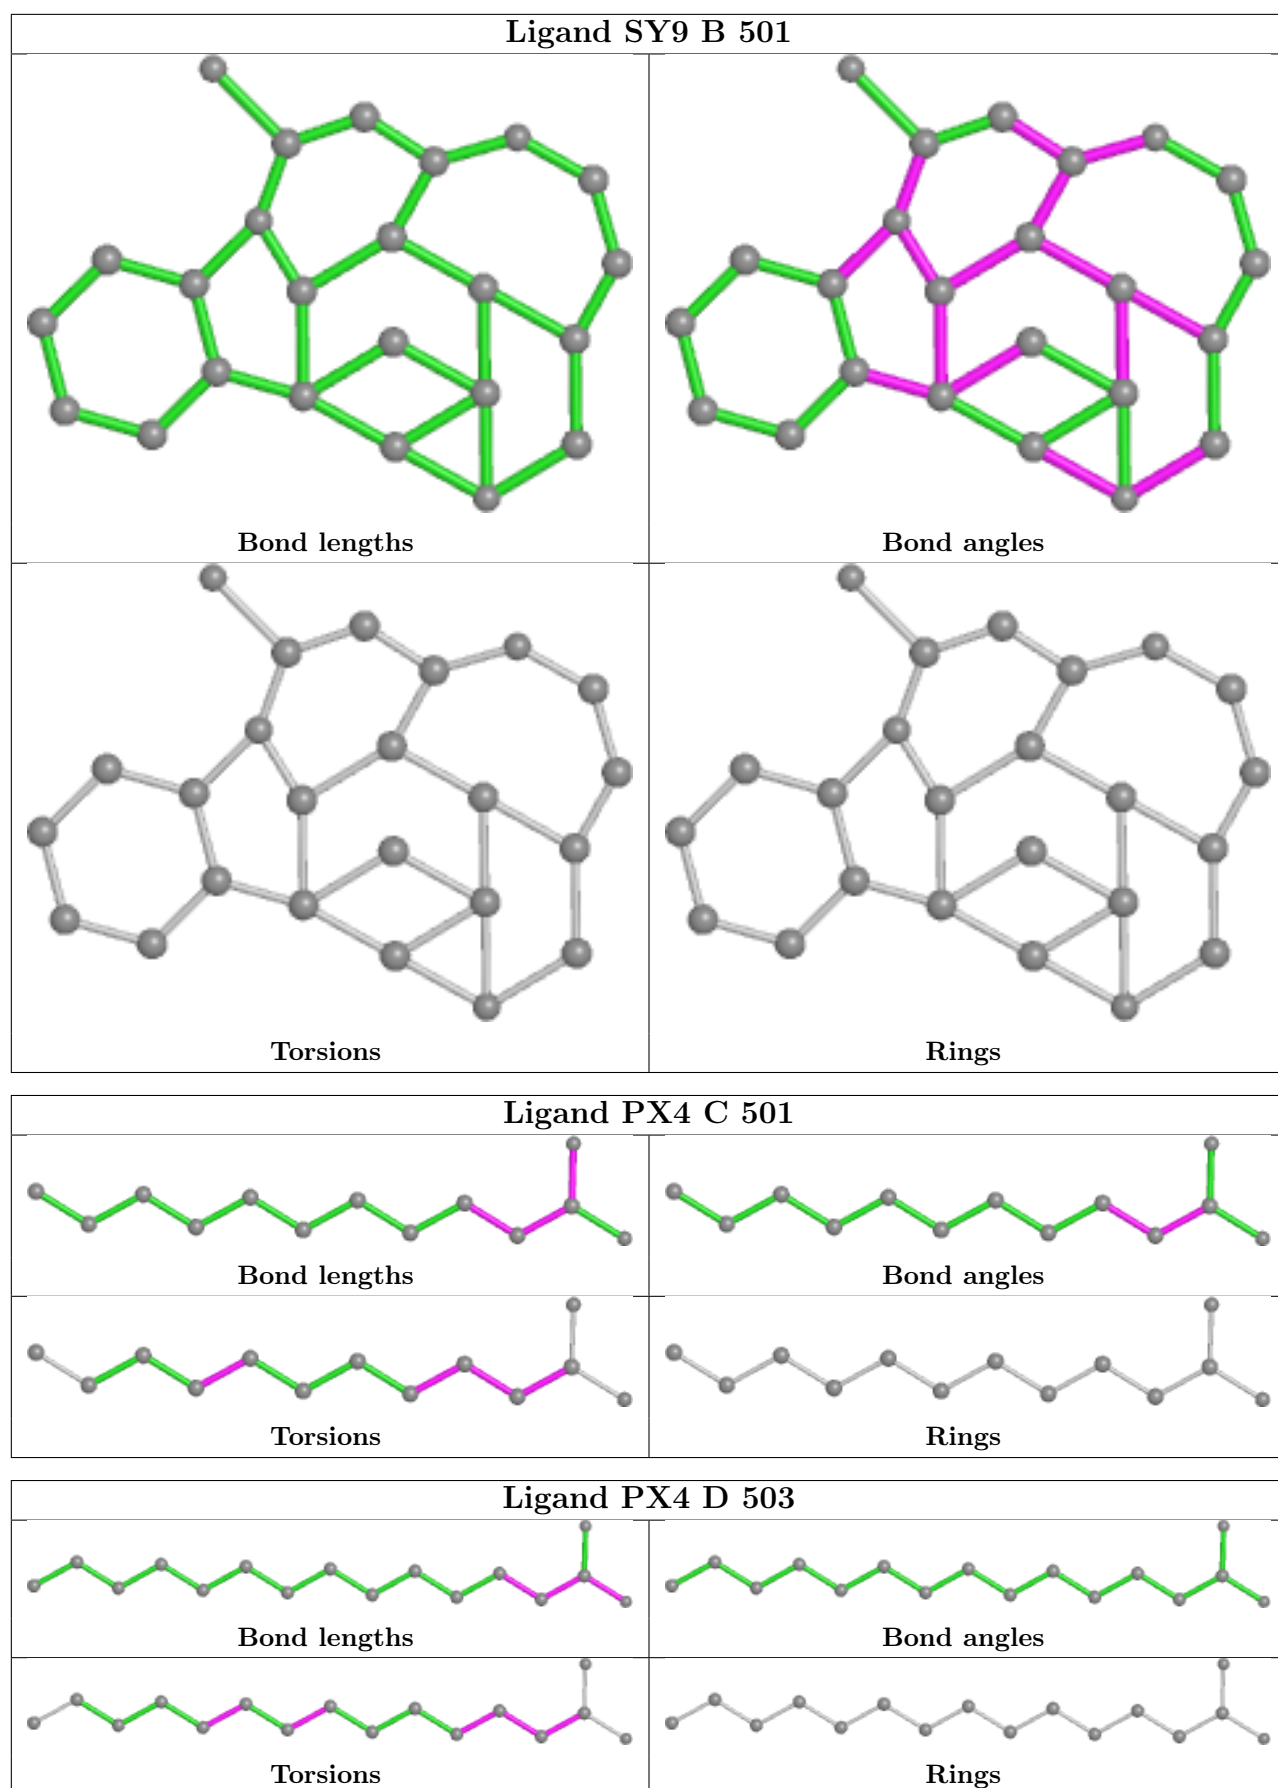 Ligand SY9 B 501
Bond lengths
Bond angles
Torsions
Rings
Ligand PX4 C 501
Bond lengths
Bond angles
Torsions
Rings
Ligand PX4 D 503
Bond lengths
Bond angles
Torsions
Rings